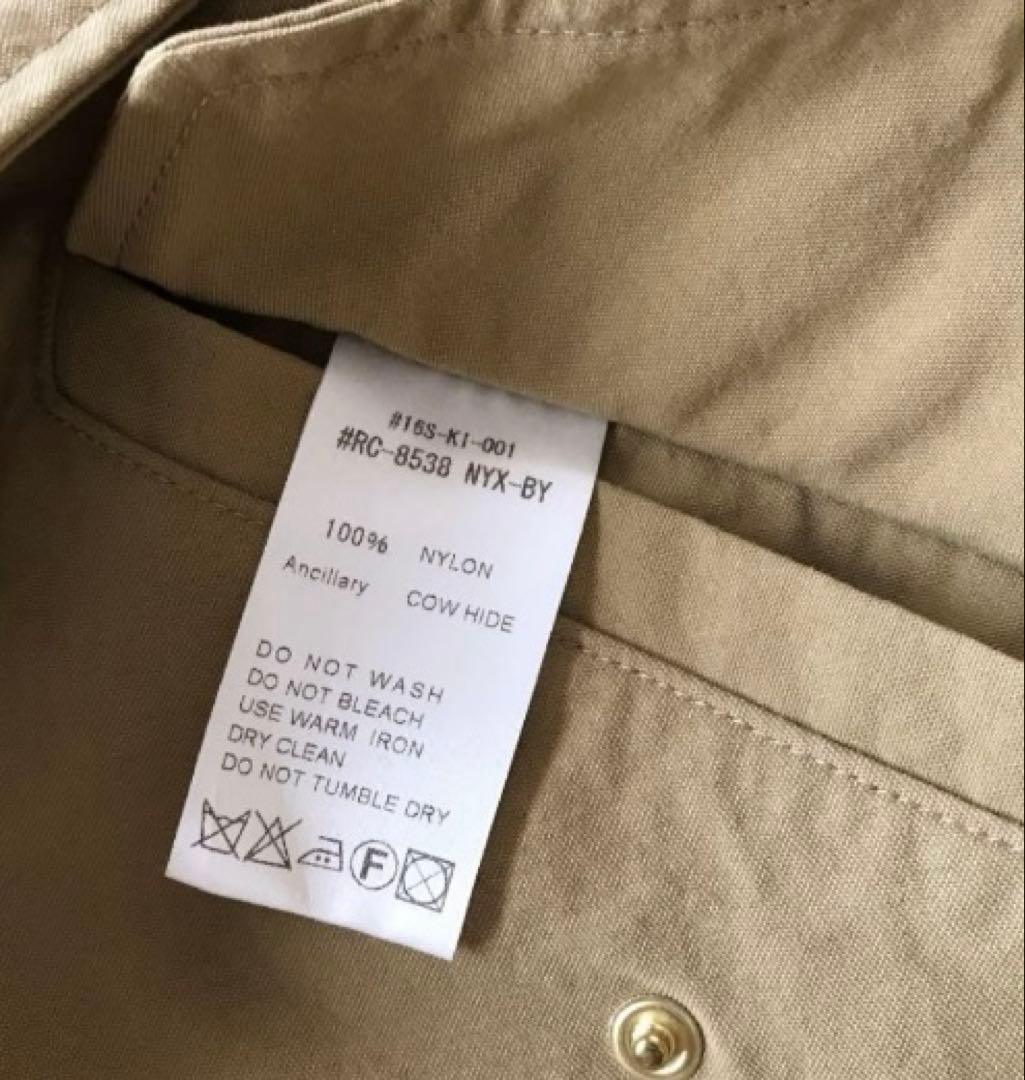 #16S-KI-001
#RC-8538 NYX-BY
100% NYLON
Ancillary COW HIDE
DO NOT WASH
DO NOT BLEACH
USE WARM IRON
DRY CLEAN
DO NOT TUMBLE DRY
F